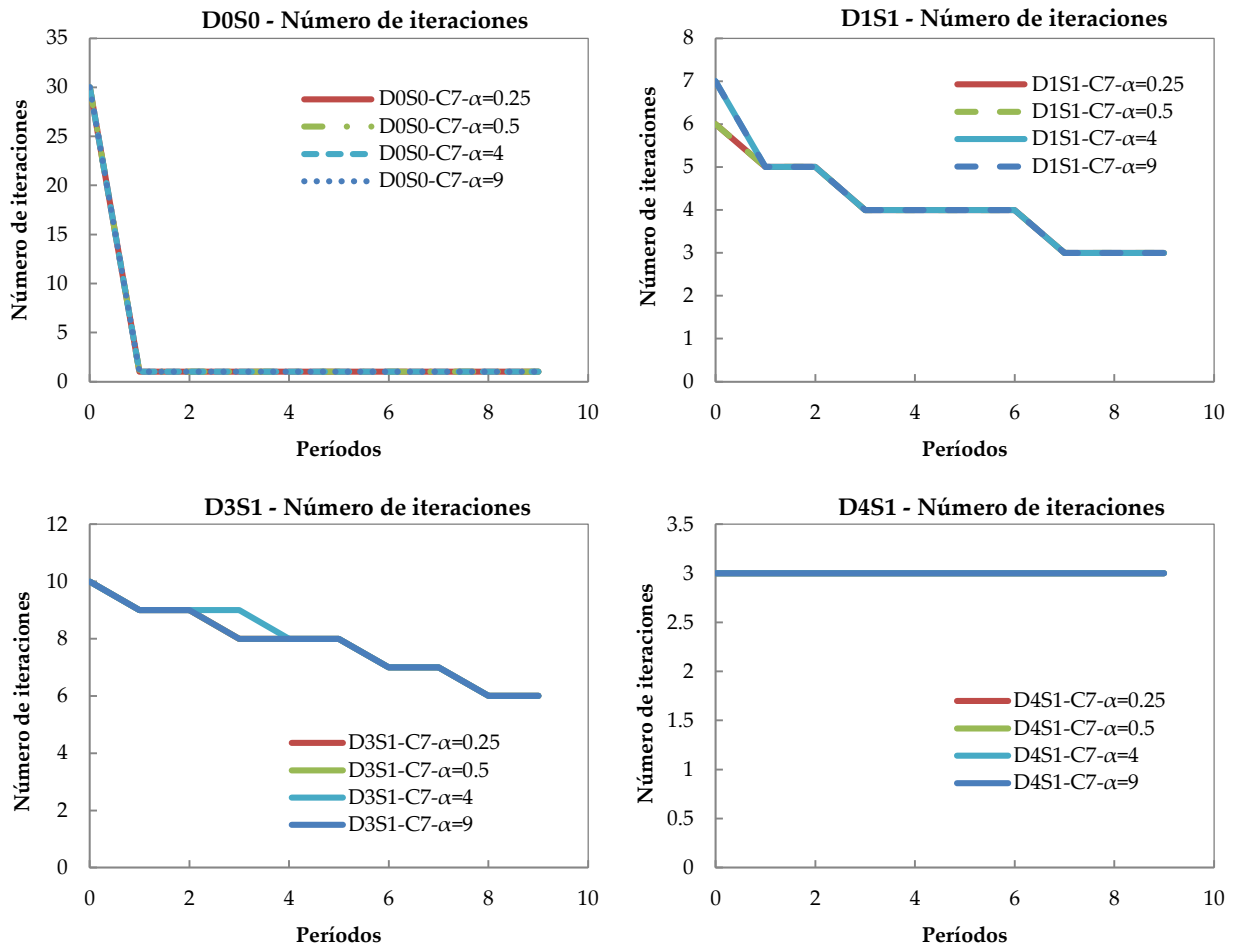 D0S0 - Número de iteraciones
35
30
25
20
15
10
5
0
0 2 4 6 8 10
Número de iteraciones
Períodos
D0S0-C7-α=0.25
D0S0-C7-α=0.5
D0S0-C7-α=4
D0S0-C7-α=9
D1S1 - Número de iteraciones
8
7
6
5
4
3
2
1
0
0 2 4 6 8 10
Número de iteraciones
Períodos
D1S1-C7-α=0.25
D1S1-C7-α=0.5
D1S1-C7-α=4
D1S1-C7-α=9
D3S1 - Número de iteraciones
12
10
8
6
4
2
0
0 2 4 6 8 10
Número de iteraciones
Períodos
D3S1-C7-α=0.25
D3S1-C7-α=0.5
D3S1-C7-α=4
D3S1-C7-α=9
D4S1 - Número de iteraciones
3.5
3
2.5
2
1.5
1
0.5
0
0 2 4 6 8 10
Número de iteraciones
Períodos
D4S1-C7-α=0.25
D4S1-C7-α=0.5
D4S1-C7-α=4
D4S1-C7-α=9